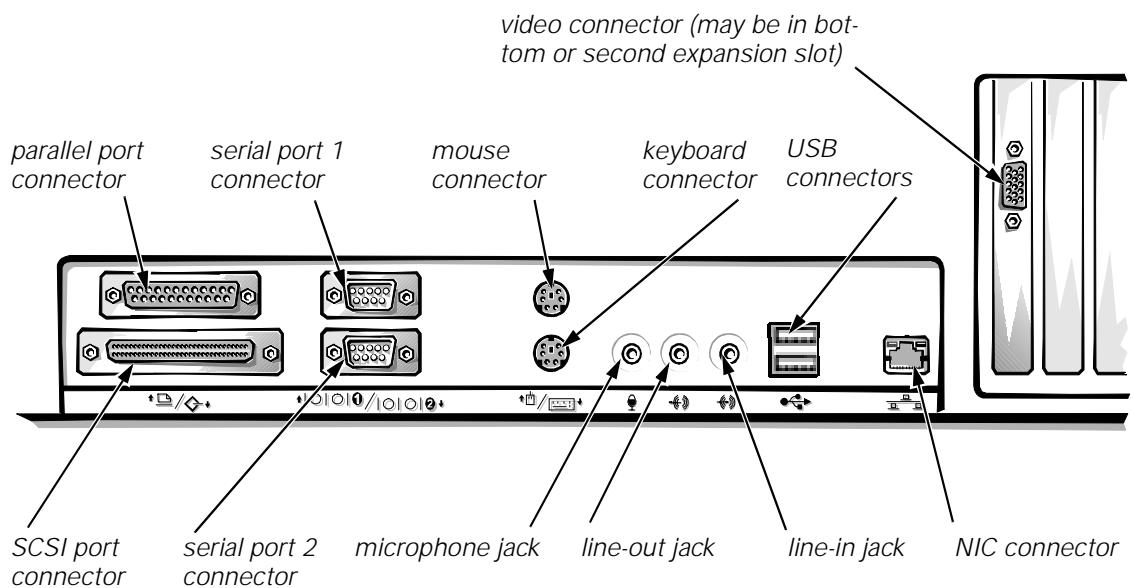 video connector (may be in bot-
tom or second expansion slot)
parallel port
connector
serial port 1
connector
mouse
connector
keyboard
connector
USB
connectors
1
2
SCSI port
connector
serial port 2
connector
microphone jack
line-out jack
line-in jack
NIC connector